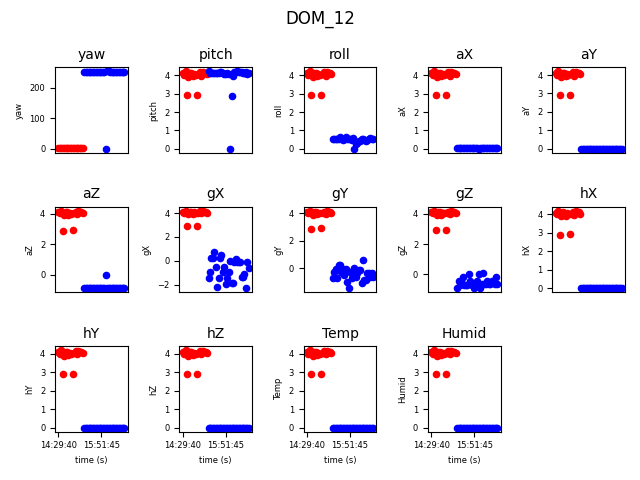 DOM_12
yaw pitch roll aX aY
yaw 200 100 0
pitch 4 3 2 1 0
roll 4 3 2 1 0
aX 4 3 2 1 0
aY 4 3 2 1 0
aZ gX gY gZ hX
aZ 4 2 0
gX 4 2 0 −2
gY 4 2 0
gZ 4 2 0
hX 4 3 2 1 0
hY hZ Temp Humid
hY 4 3 2 1 0
hZ 4 3 2 1 0
Temp 4 3 2 1 0
Humid 4 3 2 1 0
14:29:40 15:51:45 14:29:40 15:51:45 14:29:40 15:51:45 14:29:40 15:51:45
time (s) time (s) time (s) time (s)